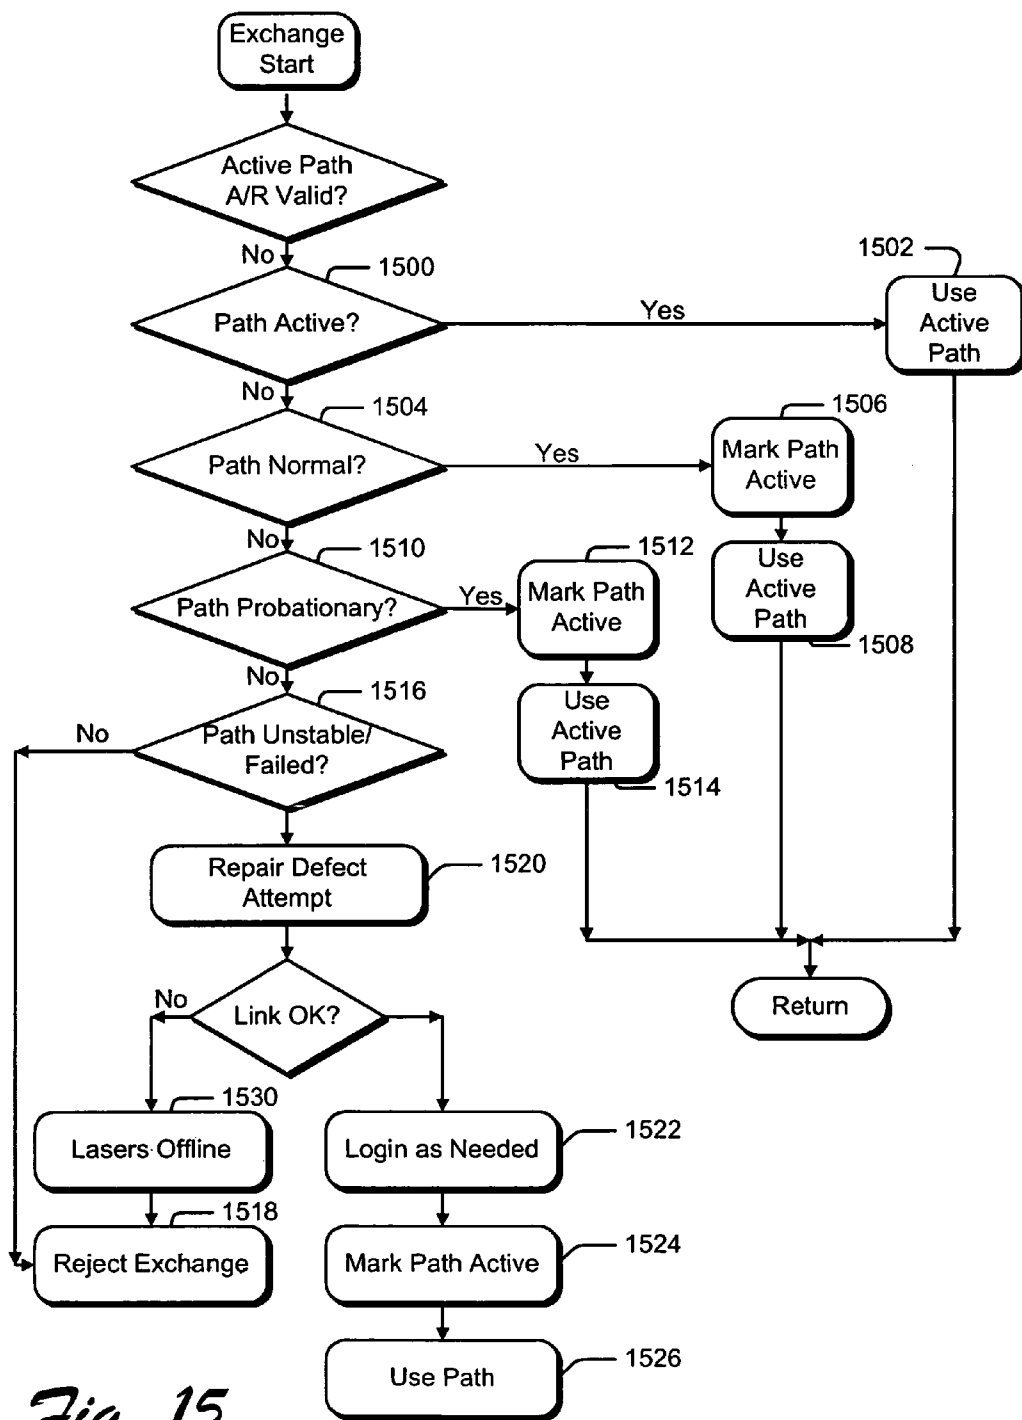 Exchange
Start
Active Path
A/R Valid?
No
1500
1502
Path Active?
Yes
Use
Active
Path
No
1504
1506
Path Normal?
Yes
Mark Path
Active
No
1510
1512
Use
Active
Path
1508
Path Probationary?
Yes
Mark Path
Active
No
1516
Use
Active
Path
1514
No
Path Unstable/
Failed?
Repair Defect
Attempt
1520
No
Link OK?
Return
1530
Lasers Offline
Login as Needed
1522
1518
Reject Exchange
Mark Path Active
1524
Use Path
1526
Fig. 15